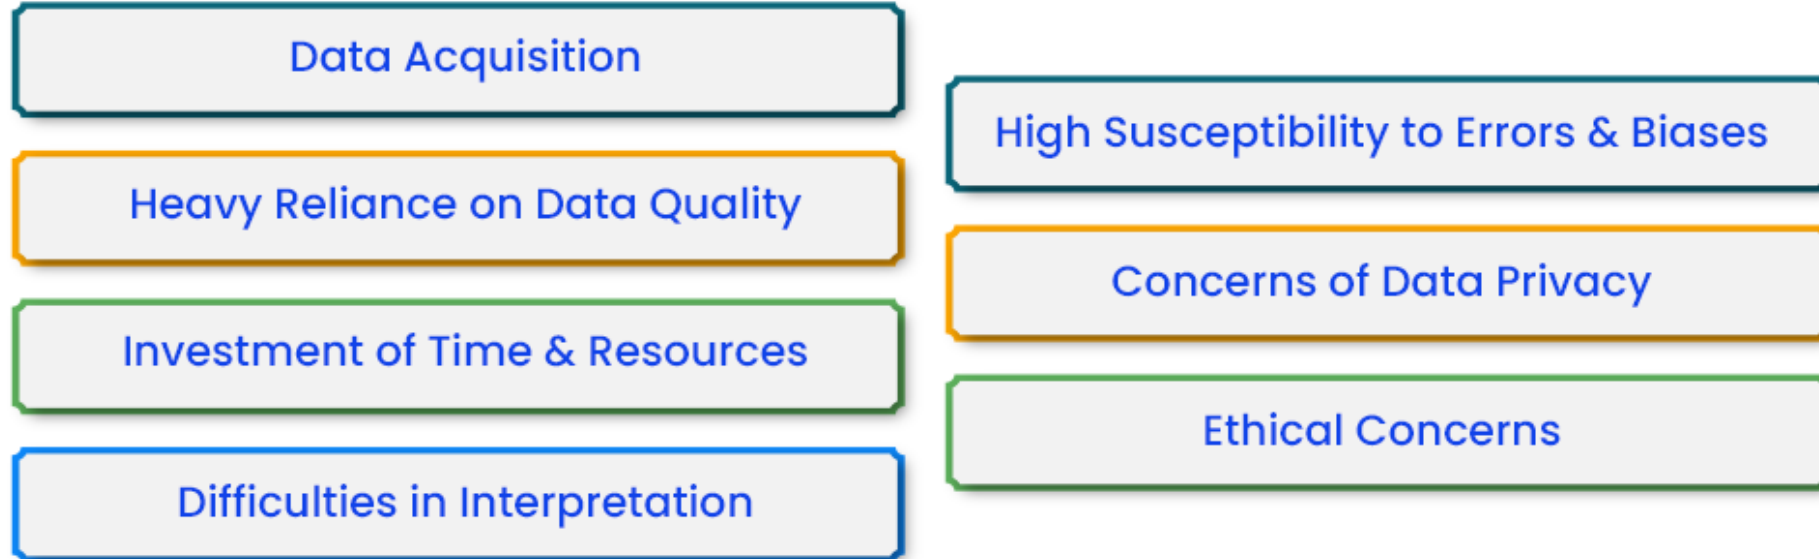 Data Acquisition
Heavy Reliance on Data Quality
Investment of Time & Resources
Difficulties in Interpretation
High Susceptibility to Errors & Biases
Concerns of Data Privacy
Ethical Concerns